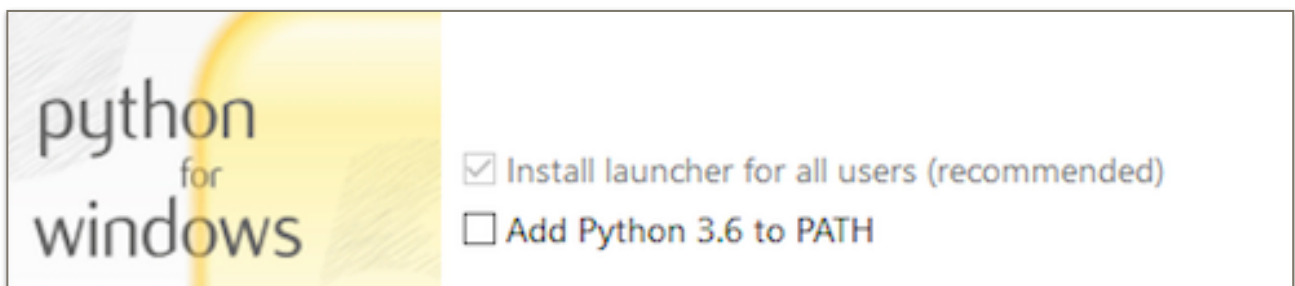 python
for
windows
Install launcher for all users (recommended)
Add Python 3.6 to PATH